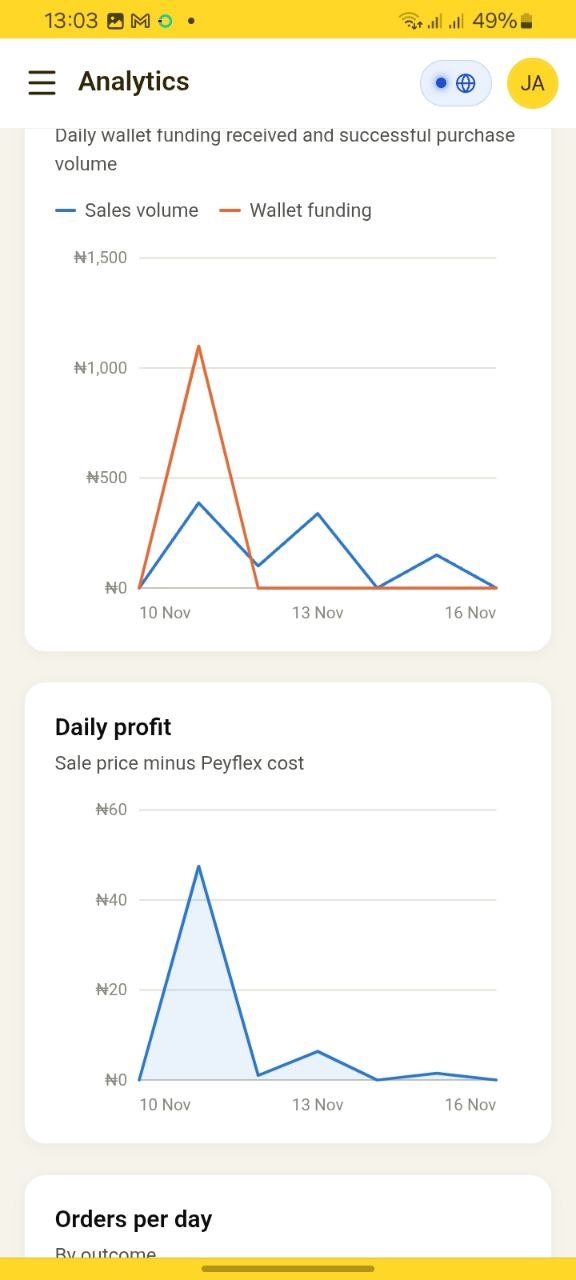 13:03
49%
Analytics
JA
Daily wallet funding received and successful purchase
volume
Sales volume
Wallet funding
₦1,500
₦1,000
₦500
₦0
10 Nov
13 Nov
16 Nov
Daily profit
Sale price minus Peyflex cost
₦60
₦40
₦20
₦0
10 Nov
13 Nov
16 Nov
Orders per day
By outcome